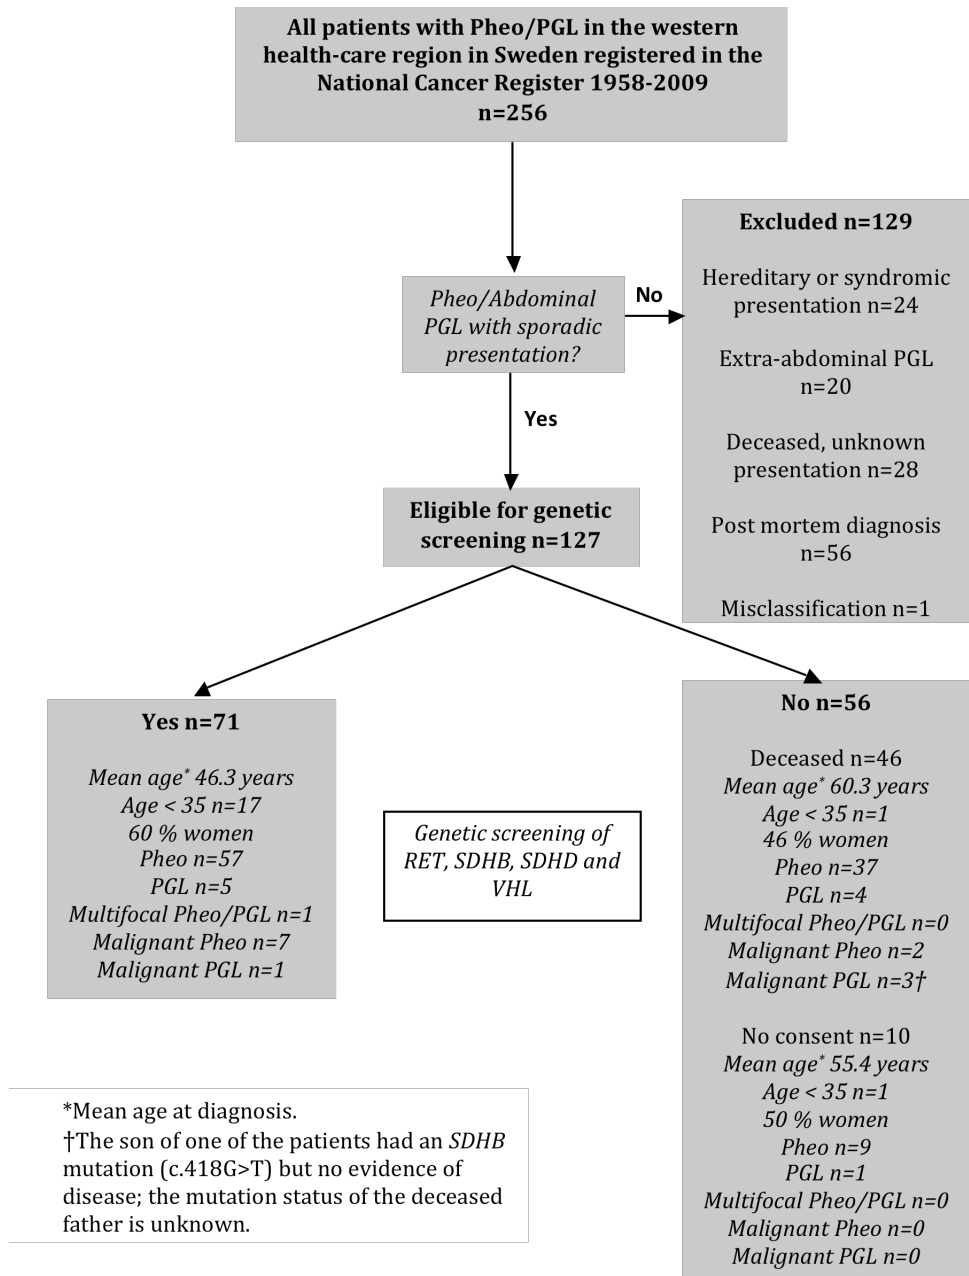 All patients with Pheo/PGL in the western
health-care region in Sweden registered in the
National Cancer Register 1958-2009
n=256
Pheo/Abdominal
PGL with sporadic
presentation?
No
Excluded n=129
Hereditary or syndromic
presentation n=24
Extra-abdominal PGL
n=20
Deceased, unknown
presentation n=28
Post mortem diagnosis
n=56
Misclassification n=1
Yes
Eligible for genetic
screening n=127
Yes n=71
Mean age* 46.3 years
Age < 35 n=17
60 % women
Pheo n=57
PGL n=5
Multifocal Pheo/PGL n=1
Malignant Pheo n=7
Malignant PGL n=1
Genetic screening of
RET, SDHB, SDHD and
VHL
No n=56
Deceased n=46
Mean age* 60.3 years
Age < 35 n=1
46 % women
Pheo n=37
PGL n=4
Multifocal Pheo/PGL n=0
Malignant Pheo n=2
Malignant PGL n=3†
No consent n=10
Mean age* 55.4 years
Age < 35 n=1
50 % women
Pheo n=9
PGL n=1
Multifocal Pheo/PGL n=0
Malignant Pheo n=0
Malignant PGL n=0
*Mean age at diagnosis.
†The son of one of the patients had an SDHB
mutation (c.418G>T) but no evidence of
disease; the mutation status of the deceased
father is unknown.